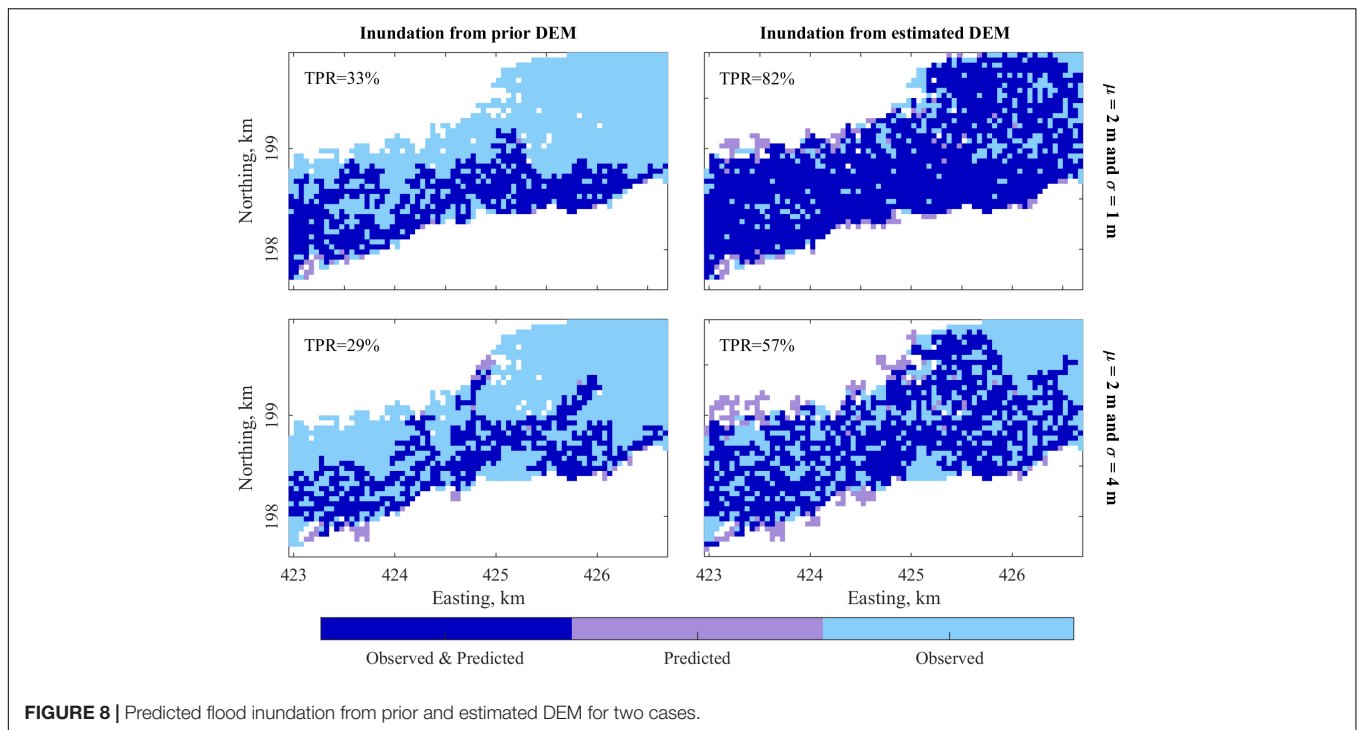 Inundation from prior DEM
Inundation from estimated DEM
TPR=33%
TPR=82%
Northing, km
199
198
μ = 2 m and σ = 1 m
TPR=29%
TPR=57%
Northing, km
199
198
μ = 2 m and σ = 4 m
423 424 425 426
423 424 425 426
Easting, km
Easting, km
Observed & Predicted
Predicted
Observed
FIGURE 8 | Predicted flood inundation from prior and estimated DEM for two cases.